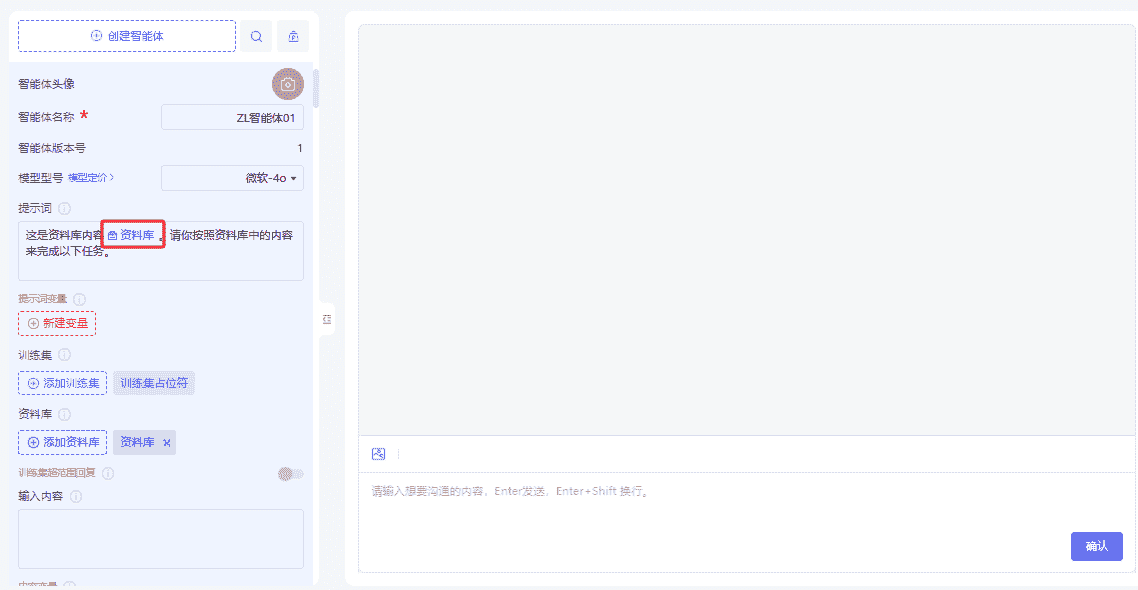 创建智能体
智能体头像
智能体名称 *
ZL智能体01
智能体版本号
1
模型型号 模型定价
微软-4o
提示词
这是资料库内容 资料库 。请你按照资料库中的内容
来完成以下任务。
提示词变量
新建变量
训练集
添加训练集 训练集占位符
资料库
添加资料库 资料库 ×
训练集超范围回复
输入内容
内容变量
请输入想要沟通的内容，Enter发送，Enter+Shift 换行。
确认